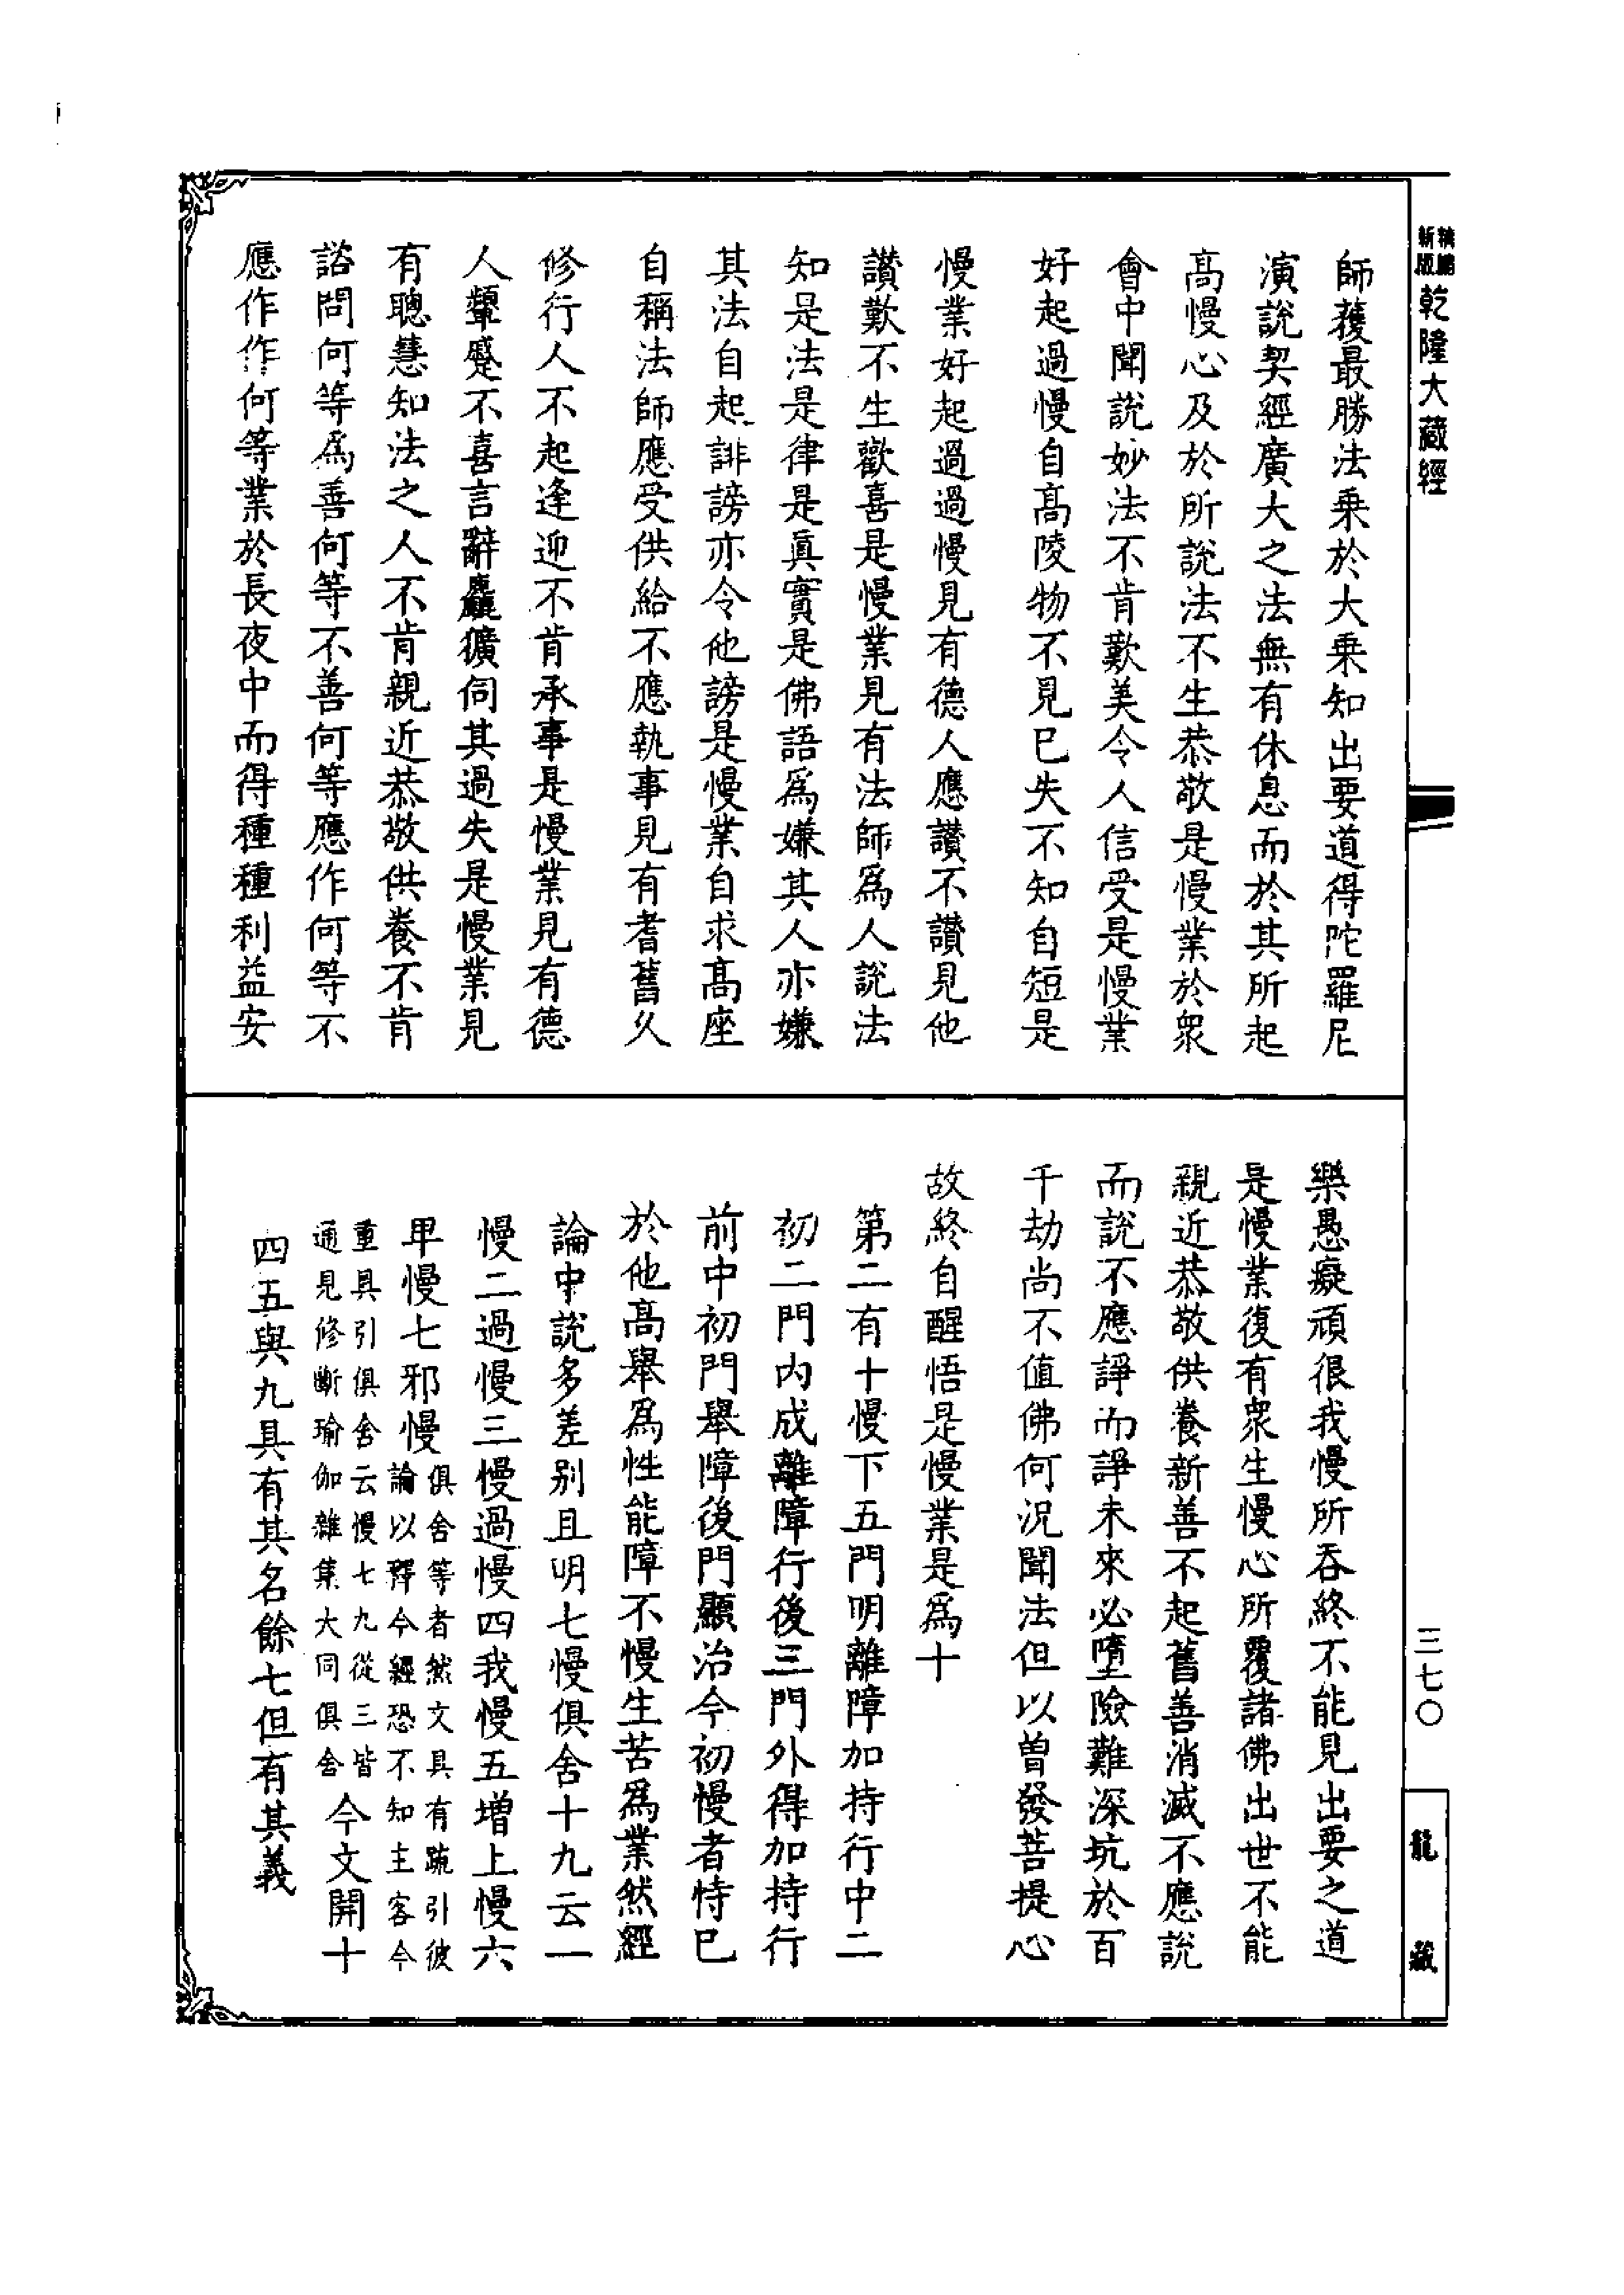 新版
精編
乾隆大藏經
三七〇
龍藏
師獲最勝法乗於大乗知出要道得陀羅尼
演說契經廣大之法無有休息而於其所起
高慢心及於所說法不生恭敬是慢業於衆
會中聞說妙法不肯歎美令人信受是慢業
好起過慢自高陵物不見已失不知自短是
慢業好起過過慢見有德人應讃不讃見他
讃歎不生歡喜是慢業見有法師爲人說法
知是法是律是眞實是佛語爲嫌其人亦嫌
其法自起誹謗亦令他謗是慢業自求高座
自稱法師應受供給不應執事見有耆舊久
修行人不起逢迎不肯承事是慢業見有德
人顰蹙不喜言辭麤獷伺其過失是慢業見
有聰慧知法之人不肯親近恭敬供養不肯
諮問何等爲善何等不善何等應作何等不
應作作何等業於長夜中而得種種利益安
樂愚癡頑很我慢所吞終不能見出要之道
是慢業復有衆生慢心所覆諸佛出世不能
親近恭敬供養新善不起舊善消滅不應說
而說不應諍而諍未來必墮險難深坑於百
千劫尚不值佛何況聞法但以曾發菩提心
故終自醒悟是慢業是爲十
第二有十慢下五門明離障加持行中二
初二門內成離障行後三門外得加持行
前中初門舉障後門顯治今初慢者恃已
於他高舉爲性能障不慢生苦爲業然經
論中說多差别且明七慢俱舍十九云一
慢二過慢三慢過慢四我慢五增上慢六
卑慢七邪慢
俱舍等者然文具有䟽引彼
論以釋今經恐不知主客今
重具引俱舍云慢七九從三皆
通見修斷瑜伽雜集大同俱舍
今文開十
四五與九具有其名餘七但有其義